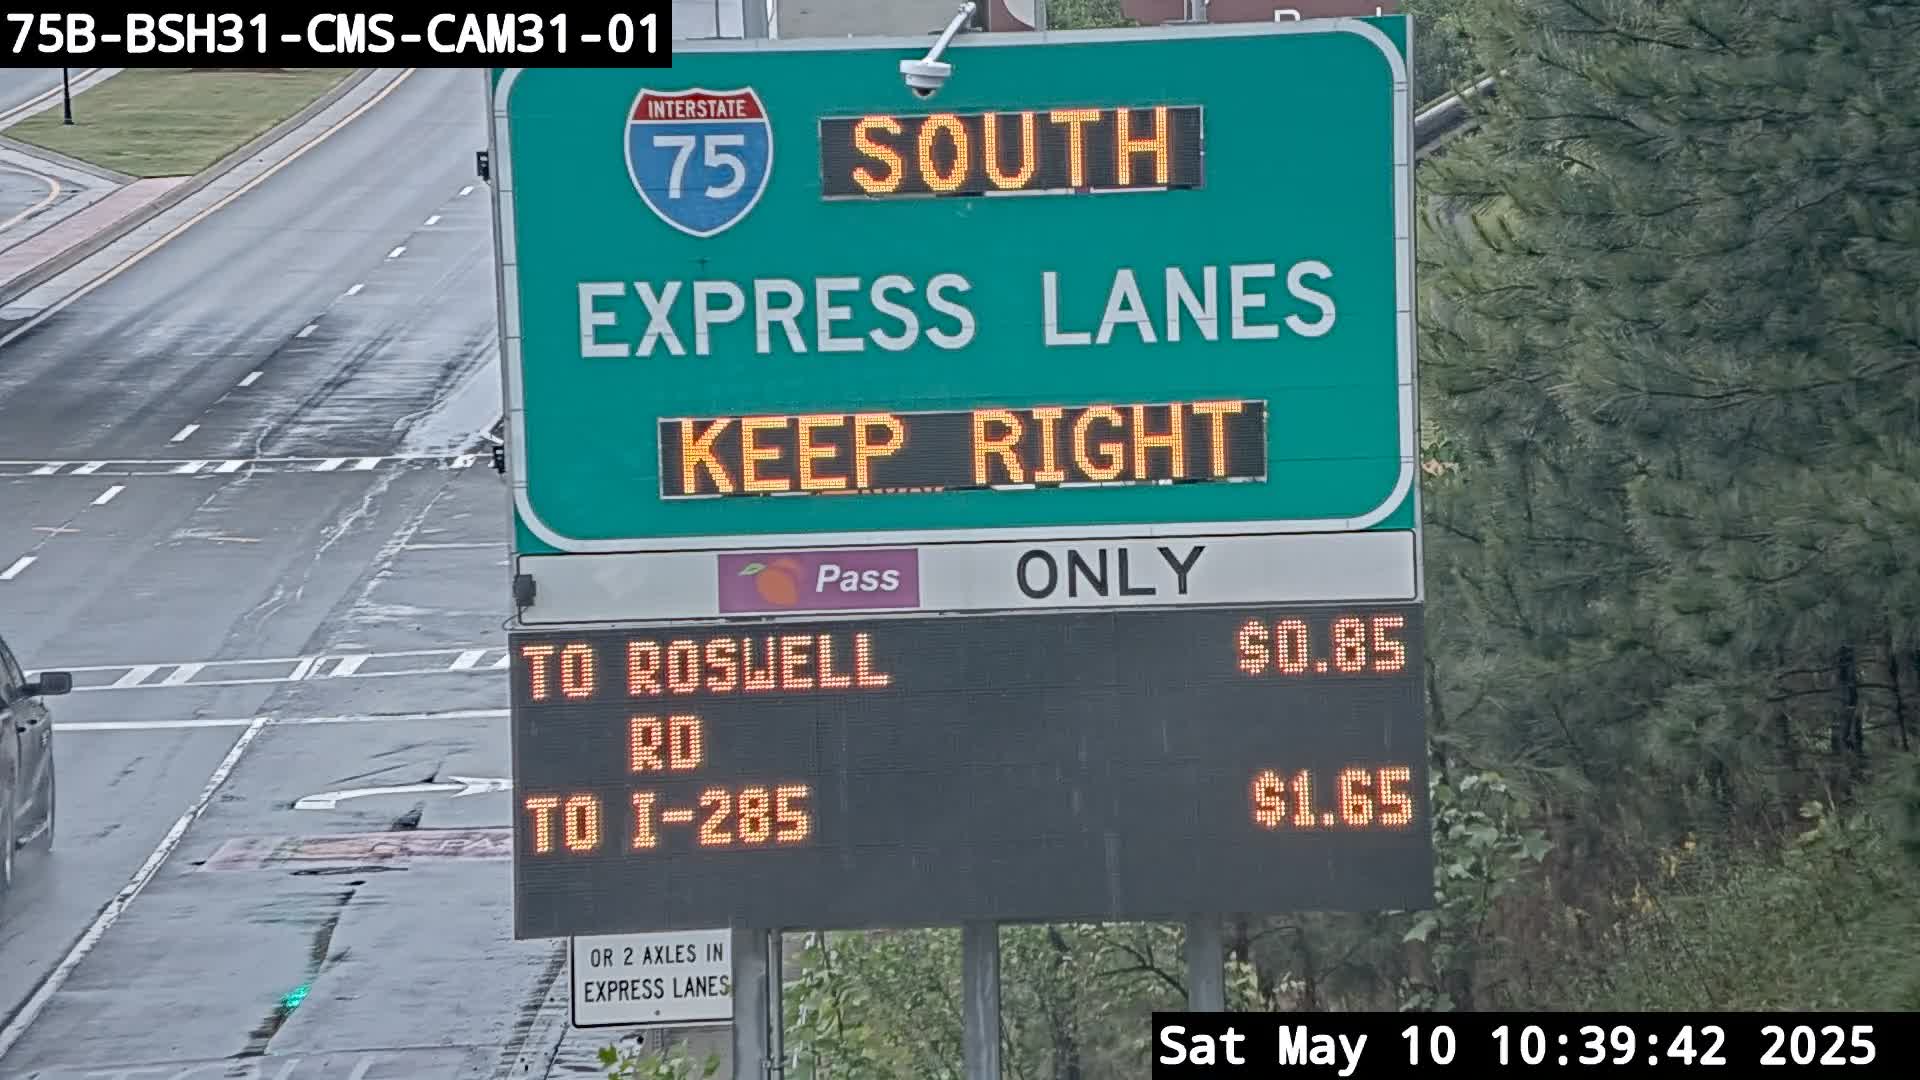 75B-BSH31-CMS-CAM31-01
INTERSTATE
75
SOUTH
EXPRESS LANES
KEEP RIGHT
Pass
ONLY
TO ROSWELL $0.85
RD
TO I-285 $1.65
OR 2 AXLES IN
EXPRESS LANES
Sat May 10 10:39:42 2025